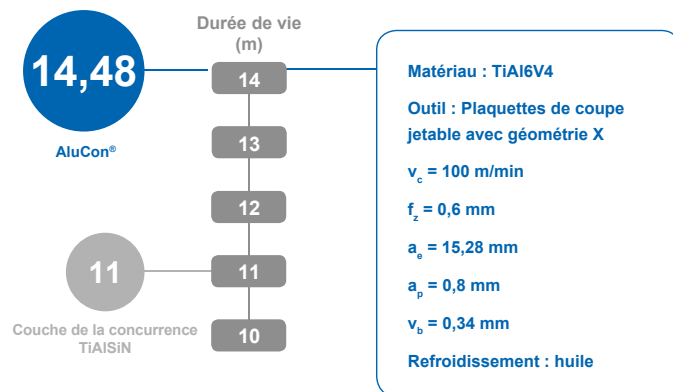 Durée de vie
(m)
14,48
AluCon®
14
13
12
11
10
11
Couche de la concurrence
TiAlSiN
Matériau : TiAl6V4
Outil : Plaquettes de coupe
jetable avec géométrie X
vc = 100 m/min
fz = 0,6 mm
ae = 15,28 mm
ap = 0,8 mm
vb = 0,34 mm
Refroidissement : huile